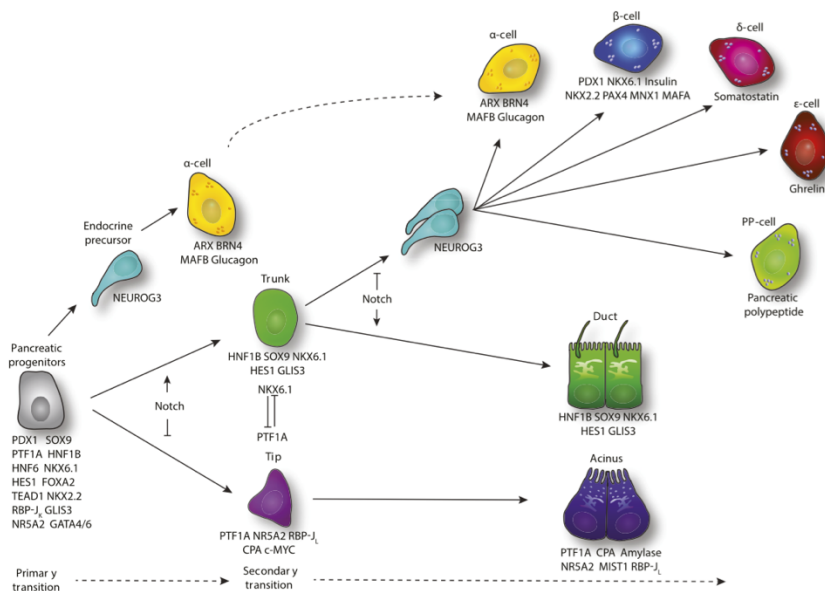 α-cell
ARX BRN4
MAFB Glucagon
β-cell
PDX1 NKX6.1 Insulin
NKX2.2 PAX4 MNX1 MAFA
δ-cell
Somatostatin
ε-cell
Ghrelin
PP-cell
Pancreatic
polypeptide
α-cell
ARX BRN4
MAFB Glucagon
Endocrine
precursor
NEUROG3
NEUROG3
Notch
Trunk
HNF1B SOX9 NKX6.1
HES1 GLIS3
NKX6.1
PTF1A
Duct
HNF1B SOX9 NKX6.1
HES1 GLIS3
Pancreatic
progenitors
PDX1 SOX9
PTF1A HNF1B
HNF6 NKX6.1
HES1 FOXA2
TEAD1 NKX2.2
RBP-Jκ GLIS3
NR5A2 GATA4/6
Notch
Tip
PTF1A NR5A2 RBP-JL
CPA c-MYC
Acinus
PTF1A CPA Amylase
NR5A2 MIST1 RBP-JL
Primar y
transition
Secondar y
transition